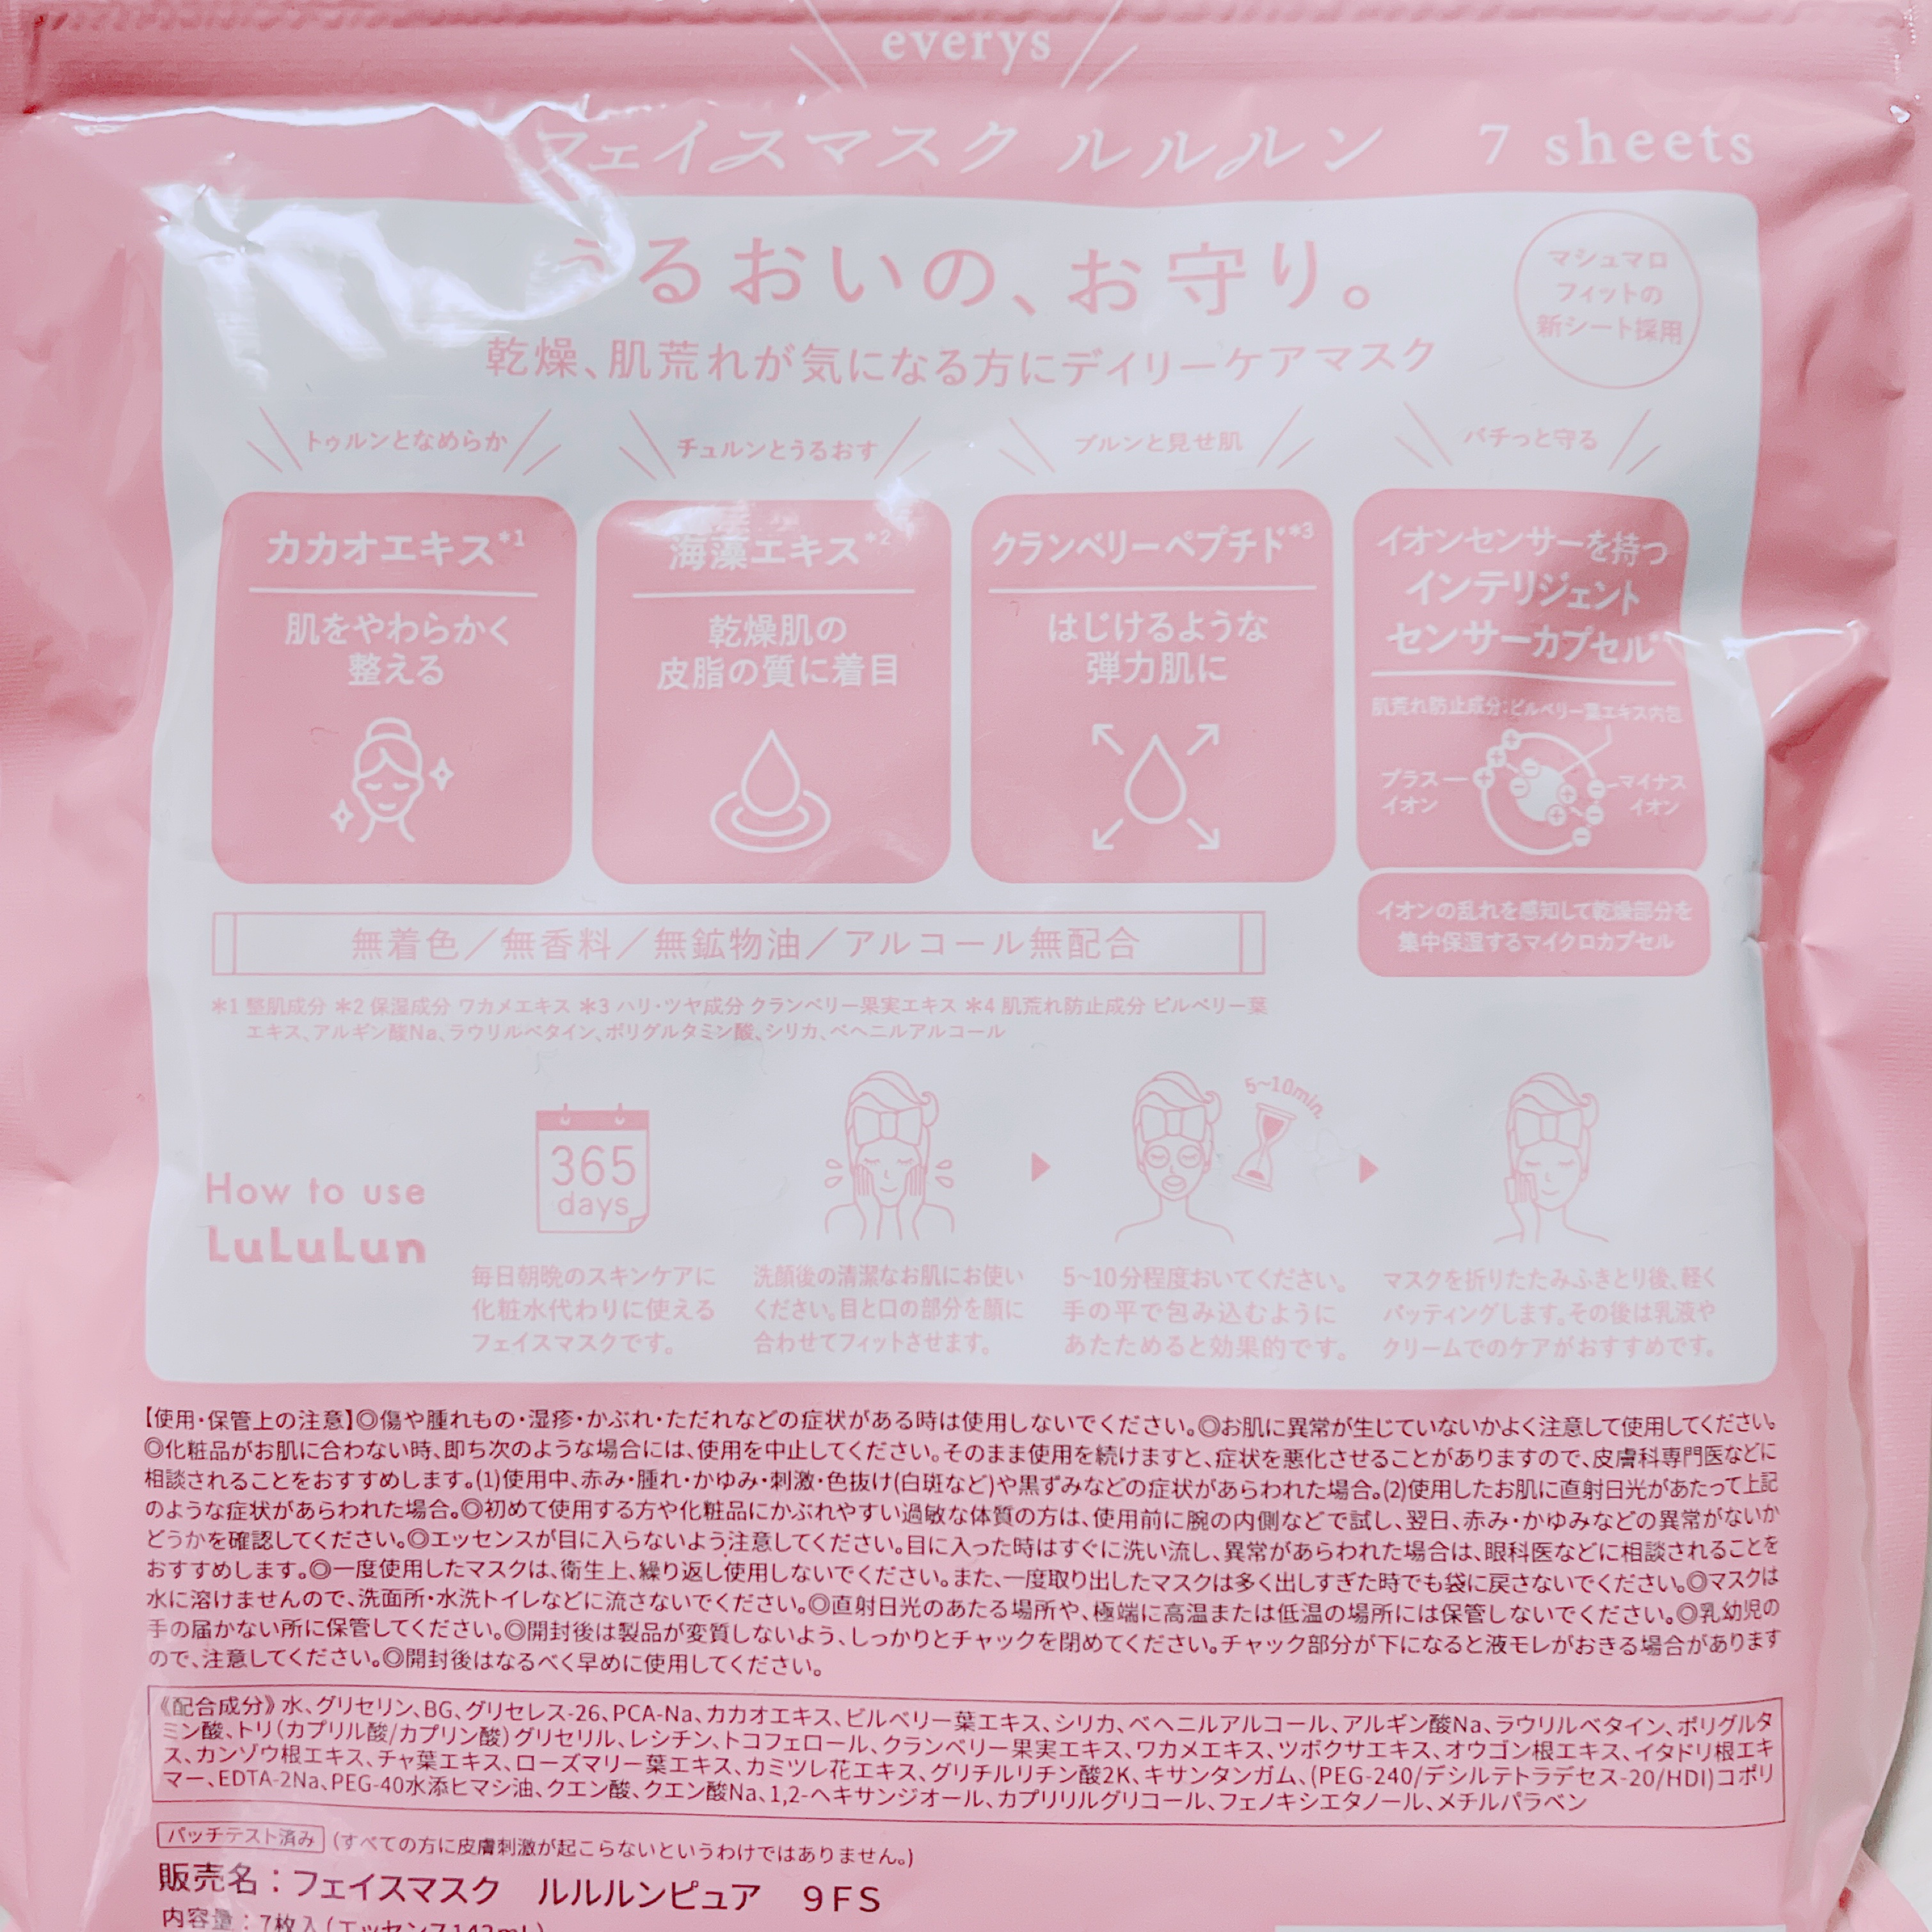 everys
フェイスマスク ルルルン 7 sheets
うるおいの、お守り。
マシュマロ
フィットの
新シート採用
乾燥、肌荒れが気になる方にデイリーケアマスク
トゥルンとなめらか
チュルンとうるおす
プルンと見せ肌
バチっと守る
カカオエキス*1
肌をやわらかく
整える
海藻エキス*2
乾燥肌の
皮脂の質に着目
クランベリーペプチド*3
はじけるような
弾力肌に
イオンセンサーを持つ
インテリジェント
センサーカプセル
肌荒れ防止成分:ビルベリー葉エキス内包
プラス
イオン
マイナス
イオン
イオンの乱れを感知して乾燥部分を
集中保湿するマイクロカプセル
無着色／無香料／無鉱物油／アルコール無配合
*1 整肌成分 *2 保湿成分 ワカメエキス *3 ハリ・ツヤ成分 クランベリー果実エキス *4 肌荒れ防止成分 ビルベリー葉
エキス、アルギン酸Na、ラウリルベタイン、ポリグルタミン酸、シリカ、ベヘニルアルコール
How to use
LuLuLun
365
days
毎日朝晩のスキンケアに
化粧水代わりに使える
フェイスマスクです。
洗顔後の清潔なお肌にお使い
ください。目と口の部分を顔に
合わせてフィットさせます。
5~10min
5~10分程度おいてください。
手の平で包み込むように
あたためると効果的です。
マスクを折りたたみふきとり後、軽く
パッティングします。その後は乳液や
クリームでのケアがおすすめです。
【使用・保管上の注意】◎傷や腫れもの・湿疹・かぶれ・ただれなどの症状がある時は使用しないでください。◎お肌に異常が生じていないかよく注意して使用してください。
◎化粧品がお肌に合わない時、即ち次のような場合には、使用を中止してください。そのまま使用を続けますと、症状を悪化させることがありますので、皮膚科専門医などに
相談されることをおすすめします。(1)使用中、赤み・腫れ・かゆみ・刺激・色抜け(白斑など)や黒ずみなどの症状があらわれた場合。(2)使用したお肌に直射日光があたって上記
のような症状があらわれた場合。◎初めて使用する方や化粧品にかぶれやすい過敏な体質の方は、使用前に腕の内側などで試し、翌日、赤み・かゆみなどの異常がないか
どうかを確認してください。◎エッセンスが目に入らないよう注意してください。目に入った時はすぐに洗い流し、異常があらわれた場合は、眼科医などに相談されることを
おすすめします。◎一度使用したマスクは、衛生上、繰り返し使用しないでください。また、一度取り出したマスクは多く出しすぎた時でも袋に戻さないでください。◎マスクは
水に溶けませんので、洗面所・水洗トイレなどに流さないでください。◎直射日光のあたる場所や、極端に高温または低温の場所には保管しないでください。◎乳幼児の
手の届かない所に保管してください。◎開封後は製品が変質しないよう、しっかりとチャックを閉めてください。チャック部分が下になると液モレがおきる場合があります
ので、注意してください。◎開封後はなるべく早めに使用してください。
《配合成分》水、グリセリン、BG、グリセレス-26、PCA-Na、カカオエキス、ビルベリー葉エキス、シリカ、ベヘニルアルコール、アルギン酸Na、ラウリルベタイン、ポリグルタ
ミン酸、トリ(カプリル酸/カプリン酸)グリセリル、レシチン、トコフェロール、クランベリー果実エキス、ワカメエキス、ツボクサエキス、オウゴン根エキス、イタドリ根エキ
ス、カンゾウ根エキス、チャ葉エキス、ローズマリー葉エキス、カミツレ花エキス、グリチルリチン酸2K、キサンタンガム、(PEG-240/デシルテトラデセス-20/HDI)コポリ
マー、EDTA-2Na、PEG-40水添ヒマシ油、クエン酸、クエン酸Na、1,2-ヘキサンジオール、カプリリルグリコール、フェノキシエタノール、メチルパラベン
パッチテスト済み (すべての方に皮膚刺激が起こらないというわけではありません。)
販売名：フェイスマスク ルルルンピュア 9FS
内容量：7枚入(エッセンス142mL)